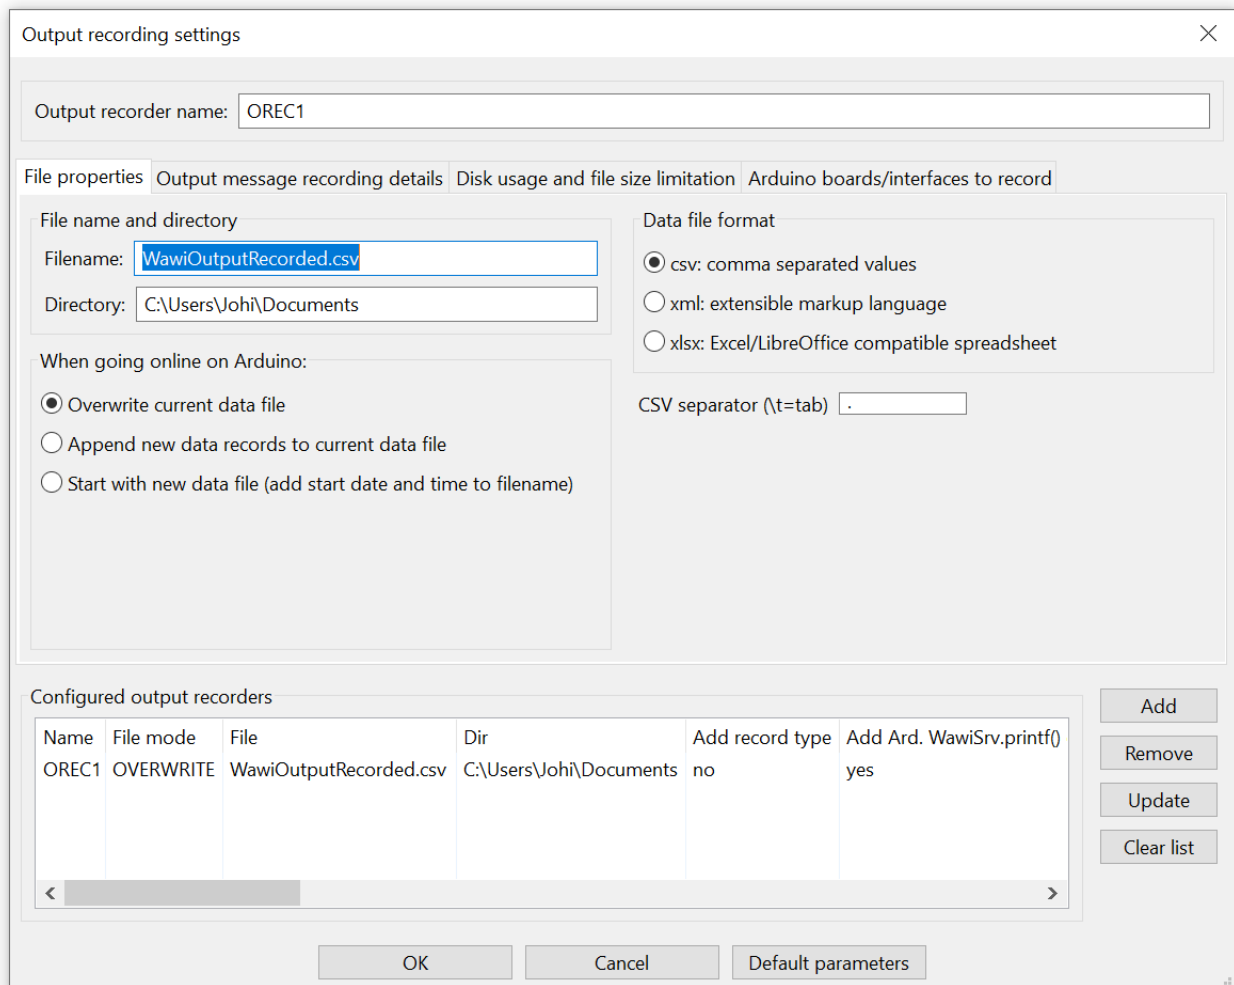 Output recording settings
Output recorder name: OREC1
File properties Output message recording details Disk usage and file size limitation Arduino boards/interfaces to record
File name and directory
Filename: WawiOutputRecorded.csv
Directory: C:\Users\Johi\Documents
When going online on Arduino:
Overwrite current data file
Append new data records to current data file
Start with new data file (add start date and time to filename)
Data file format
csv: comma separated values
xml: extensible markup language
xlsx: Excel/LibreOffice compatible spreadsheet
CSV separator (\t=tab) .
Configured output recorders
Name File mode File Dir Add record type Add Ard. WawiSrv.printf()
OREC1 OVERWRITE WawiOutputRecorded.csv C:\Users\Johi\Documents no yes
Add
Remove
Update
Clear list
OK Cancel Default parameters